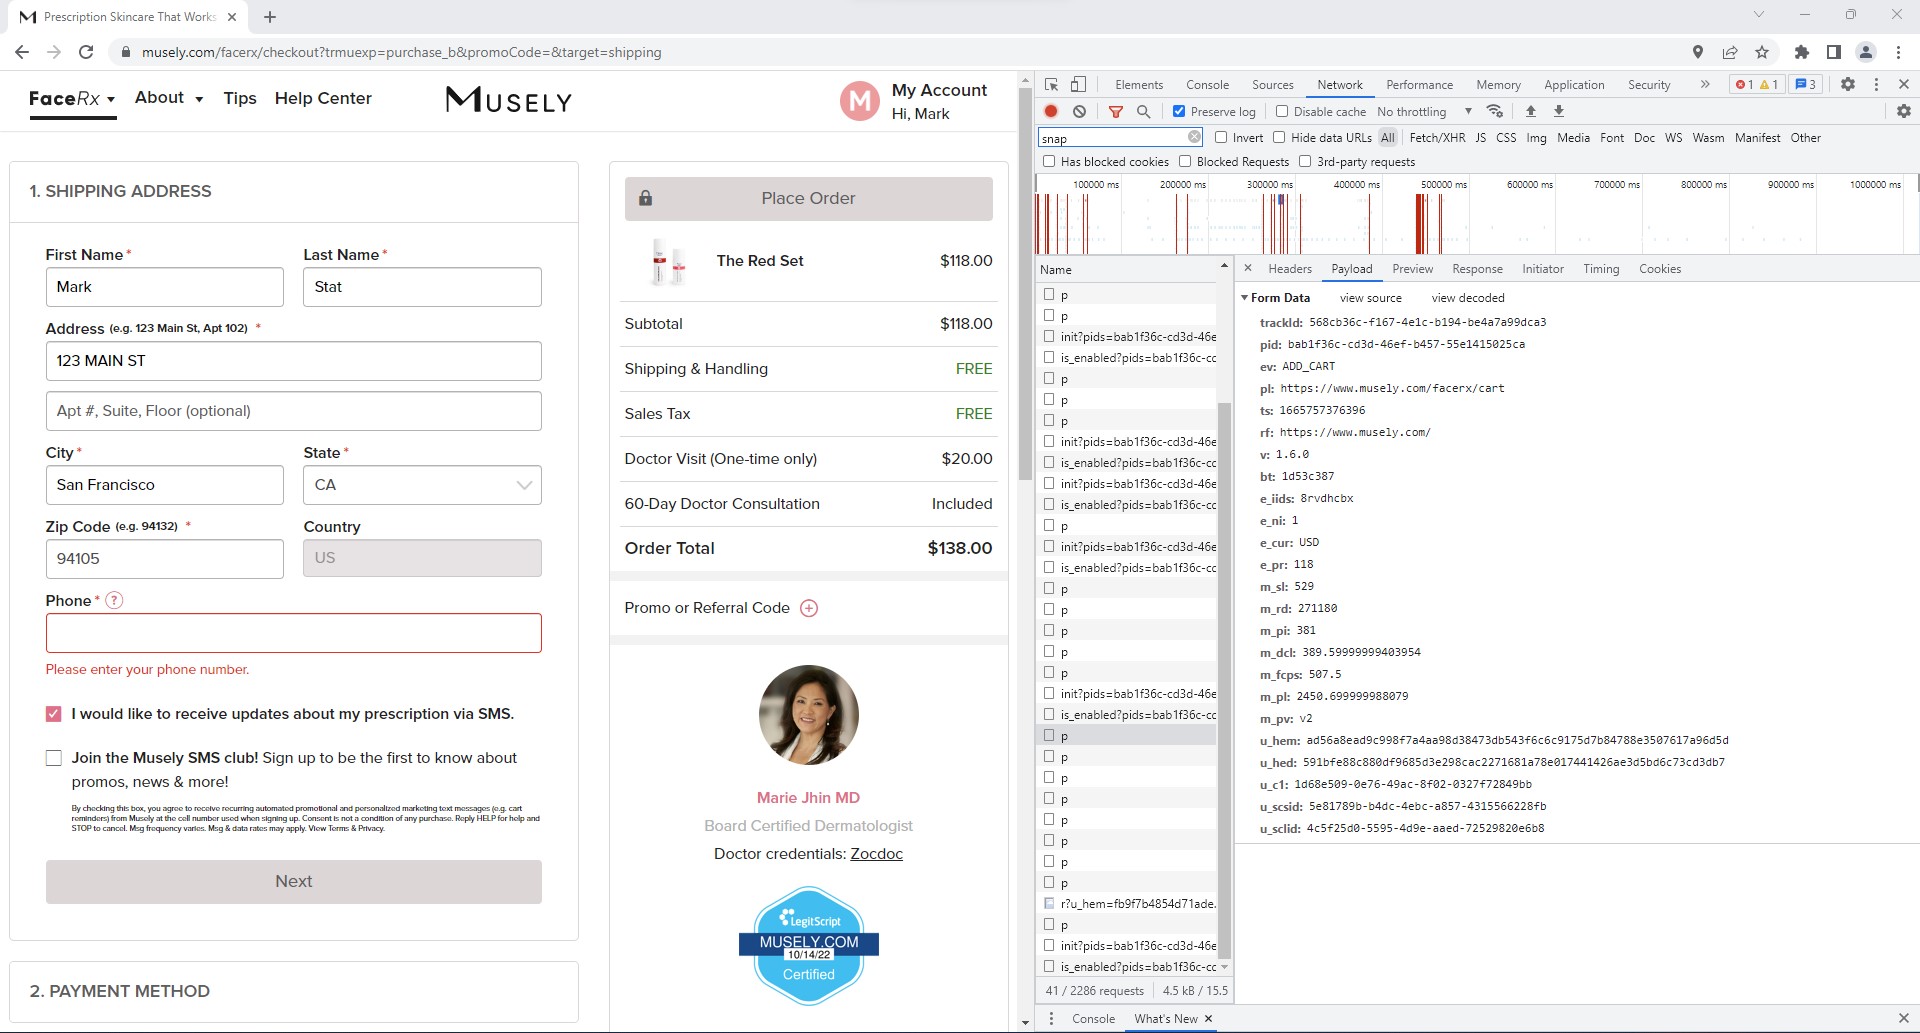 Prescription Skincare That Works
musely.com/facerx/checkout?trmuexp=purchase_b&promoCode=&target=shipping
FaceRx
About
Tips
Help Center
MUSELY
M
My Account
Hi, Mark
1. SHIPPING ADDRESS
First Name *
Last Name *
Mark
Stat
Address (e.g. 123 Main St, Apt 102) *
123 MAIN ST
Apt #, Suite, Floor (optional)
City *
State *
San Francisco
CA
Zip Code (e.g. 94132) *
Country
94105
US
Phone * ?
Please enter your phone number.
I would like to receive updates about my prescription via SMS.
Join the Musely SMS club! Sign up to be the first to know about
promos, news & more!
By checking this box, you agree to receive recurring automated promotional and personalized marketing text messages (e.g. cart
reminders) from Musely at the cell number used when signing up. Consent is not a condition of any purchase. Reply HELP for help and
STOP to cancel. Msg frequency varies. Msg & data rates may apply. View Terms & Privacy.
Next
2. PAYMENT METHOD
Place Order
The Red Set $118.00
Subtotal $118.00
Shipping & Handling FREE
Sales Tax FREE
Doctor Visit (One-time only) $20.00
60-Day Doctor Consultation Included
Order Total $138.00
Promo or Referral Code
Marie Jhin MD
Board Certified Dermatologist
Doctor credentials: Zocdoc
LegitScript
MUSELY.COM
10/14/22
Certified
Elements Console Sources Network Performance Memory Application Security » 1 1 3
Preserve log Disable cache No throttling
snap Invert Hide data URLs All Fetch/XHR JS CSS Img Media Font Doc WS Wasm Manifest Other
Has blocked cookies Blocked Requests 3rd-party requests
100000 ms 200000 ms 300000 ms 400000 ms 500000 ms 600000 ms 700000 ms 800000 ms 900000 ms 1000000 ms
Name
p
p
init?pids=bab1f36c-cd3d-46e
is_enabled?pids=bab1f36c-cc
p
p
p
init?pids=bab1f36c-cd3d-46e
is_enabled?pids=bab1f36c-cc
init?pids=bab1f36c-cd3d-46e
is_enabled?pids=bab1f36c-cc
p
init?pids=bab1f36c-cd3d-46e
is_enabled?pids=bab1f36c-cc
p
p
p
p
p
init?pids=bab1f36c-cd3d-46e
is_enabled?pids=bab1f36c-cc
p
p
p
p
p
p
p
p
r?u_hem=fb9f7b4854d71ade.
p
init?pids=bab1f36c-cd3d-46e
is_enabled?pids=bab1f36c-cc
41 / 2286 requests 4.5 kB / 15.5
Headers Payload Preview Response Initiator Timing Cookies
Form Data view source view decoded
trackId: 568cb36c-f167-4e1c-b194-be4a7a99dca3
pid: bab1f36c-cd3d-46ef-b457-55e1415025ca
ev: ADD_CART
pl: https://www.musely.com/facerx/cart
ts: 1665757376396
rf: https://www.musely.com/
v: 1.6.0
bt: 1d53c387
e_iids: 8rvdhcbx
e_ni: 1
e_cur: USD
e_pr: 118
m_sl: 529
m_rd: 271180
m_pi: 381
m_dcl: 389.59999999403954
m_fcps: 507.5
m_pl: 2450.699999988079
m_pv: v2
u_hem: ad56a8ead9c998f7a4aa98d38473db543f6c6c9175d7b84788e3507617a96d5d
u_hed: 591bfe88c880df9685d3e298cac2271681a78e017441426ae3d5bd6c73cd3db7
u_c1: 1d68e509-0e76-49ac-8f02-0327f72849bb
u_scsid: 5e81789b-b4dc-4ebc-a857-4315566228fb
u_sclid: 4c5f25d0-5595-4d9e-aaed-72529820e6b8
Console What's New